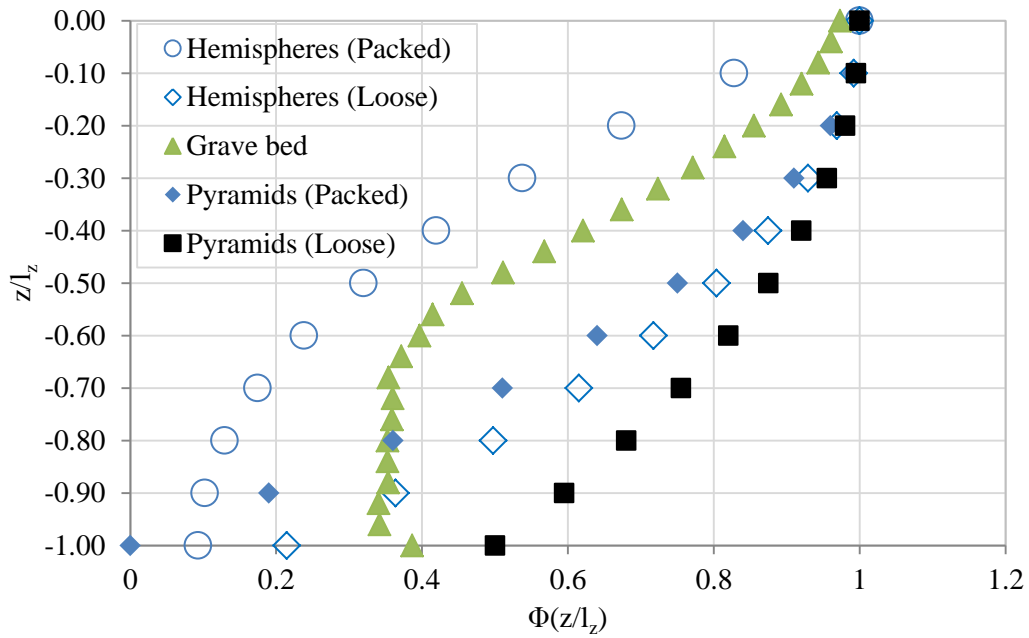 0.00
-0.10
-0.20
-0.30
-0.40
-0.50
-0.60
-0.70
-0.80
-0.90
-1.00
z/lz
Hemispheres (Packed)
Hemispheres (Loose)
Grave bed
Pyramids (Packed)
Pyramids (Loose)
0 0.2 0.4 0.6 0.8 1 1.2
Φ(z/lz)